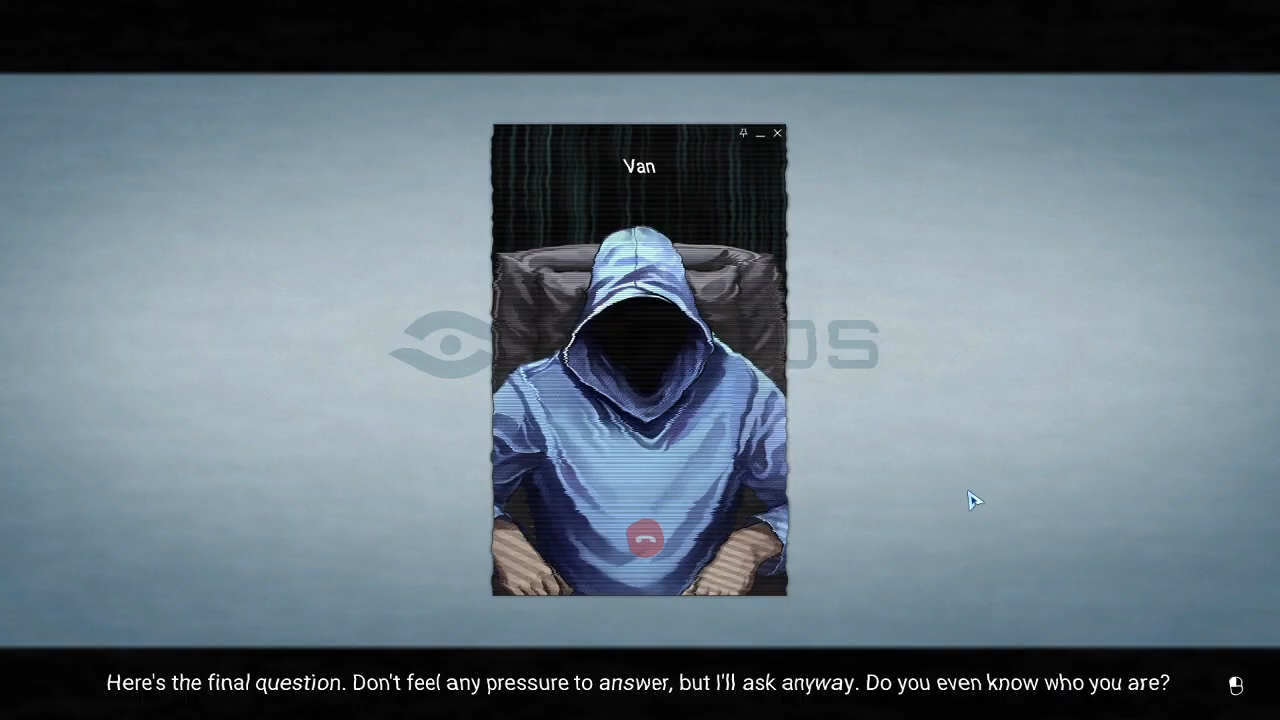 Van
OS
Here's the final question. Don't feel any pressure to answer, but I'll ask anyway. Do you even know who you are?